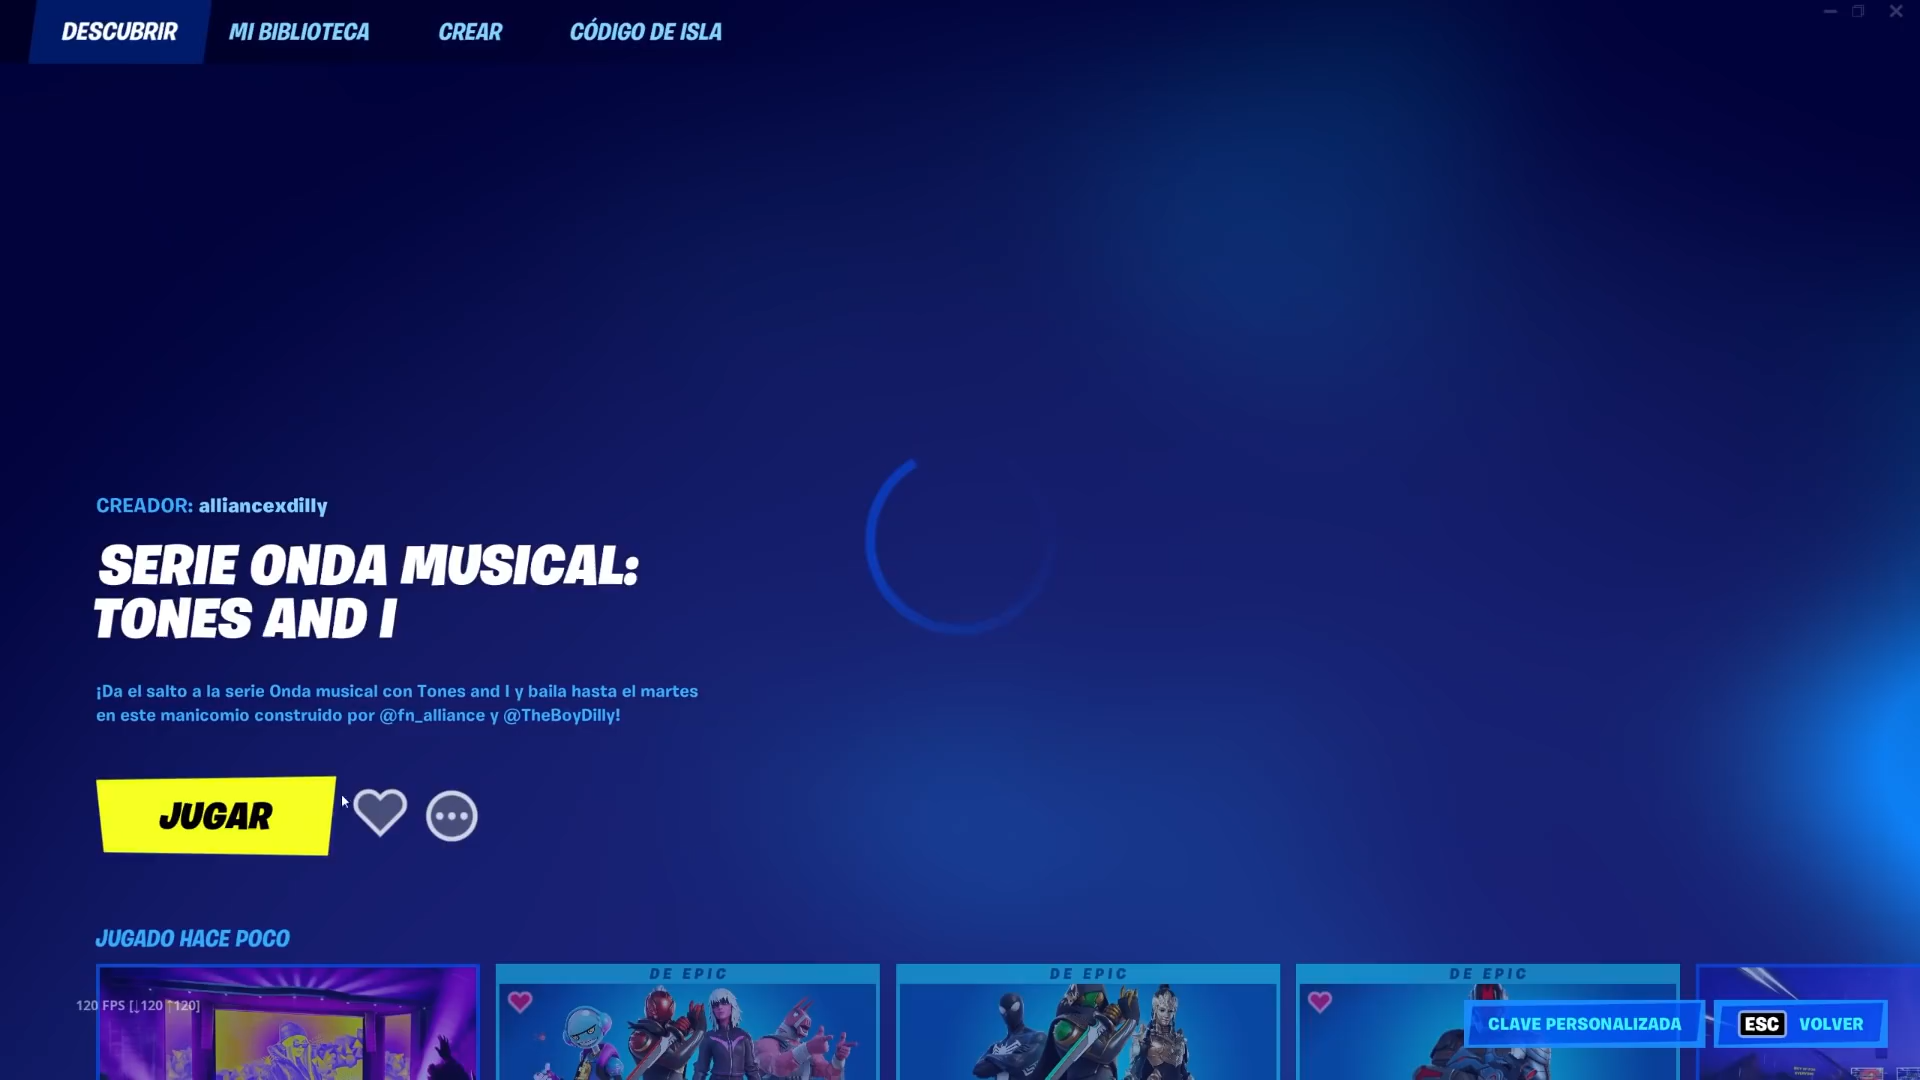 DESCUBRIR
MI BIBLIOTECA
CREAR
CÓDIGO DE ISLA
CREADOR: alliancexdilly
SERIE ONDA MUSICAL:
TONES AND I
¡Da el salto a la serie Onda musical con Tones and I y baila hasta el martes
en este manicomio construido por @fn_alliance y @TheBoyDilly!
JUGAR
JUGADO HACE POCO
DE EPIC
DE EPIC
DE EPIC
120 FPS [↓120 ↑120]
CLAVE PERSONALIZADA
ESC VOLVER